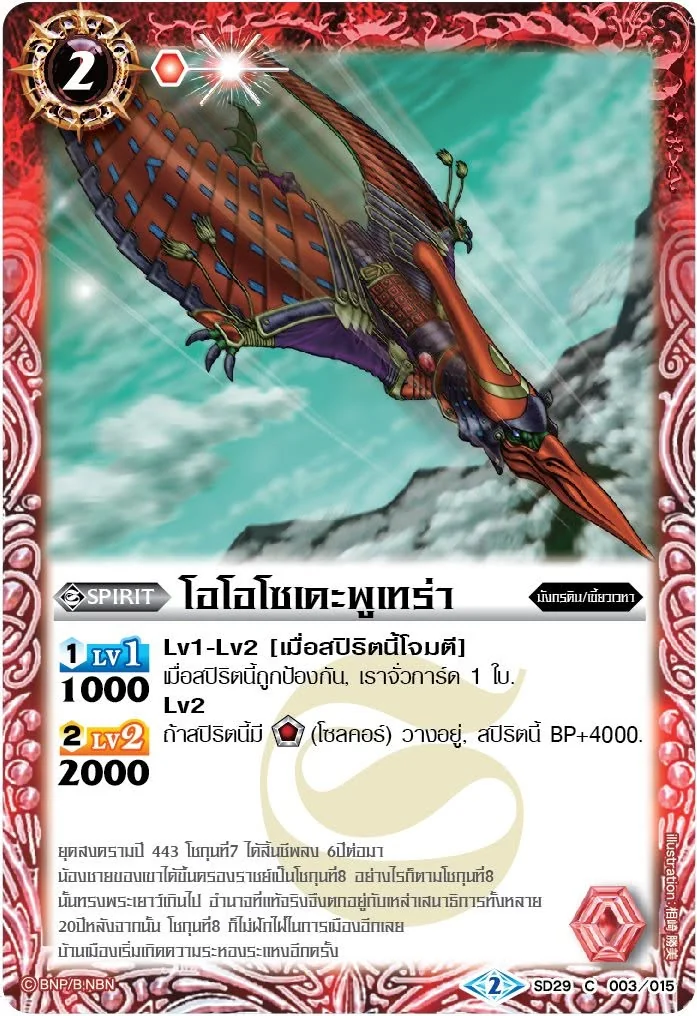 2
SPIRIT
โอโอโซเดะพูเทร่า
มังกรดิน/เขี้ยวเวหา
1 LV1
1000
2 LV2
2000
Lv1-Lv2 [เมื่อสปิริตนี้โจมตี]
เมื่อสปิริตนี้ถูกป้องกัน, เราจั่วการ์ด 1 ใบ.
Lv2
ถ้าสปิริตนี้มี (โซลคอร์) วางอยู่, สปิริตนี้ BP+4000.
ยุคสงครามปี 443 โชกุนที่7 ได้สิ้นชีพลง 6ปีต่อมา
น้องชายของเขาได้ขึ้นครองราชย์เป็นโชกุนที่8 อย่างไรก็ตามโชกุนที่8
นั้นทรงพระเยาว์เกินไป อำนาจที่แท้จริงจึงตกอยู่กับเหล่าเสนาธิการทั้งหลาย
20ปีหลังจากนั้น โชกุนที่8 ก็ไม่ฝักใฝ่ในการเมืองอีกเลย
บ้านเมืองเริ่มเกิดความระหองระแหงอีกครั้ง
illustration:相崎 勝美
©BNP/B.NBN
2
SD29 C 003/015